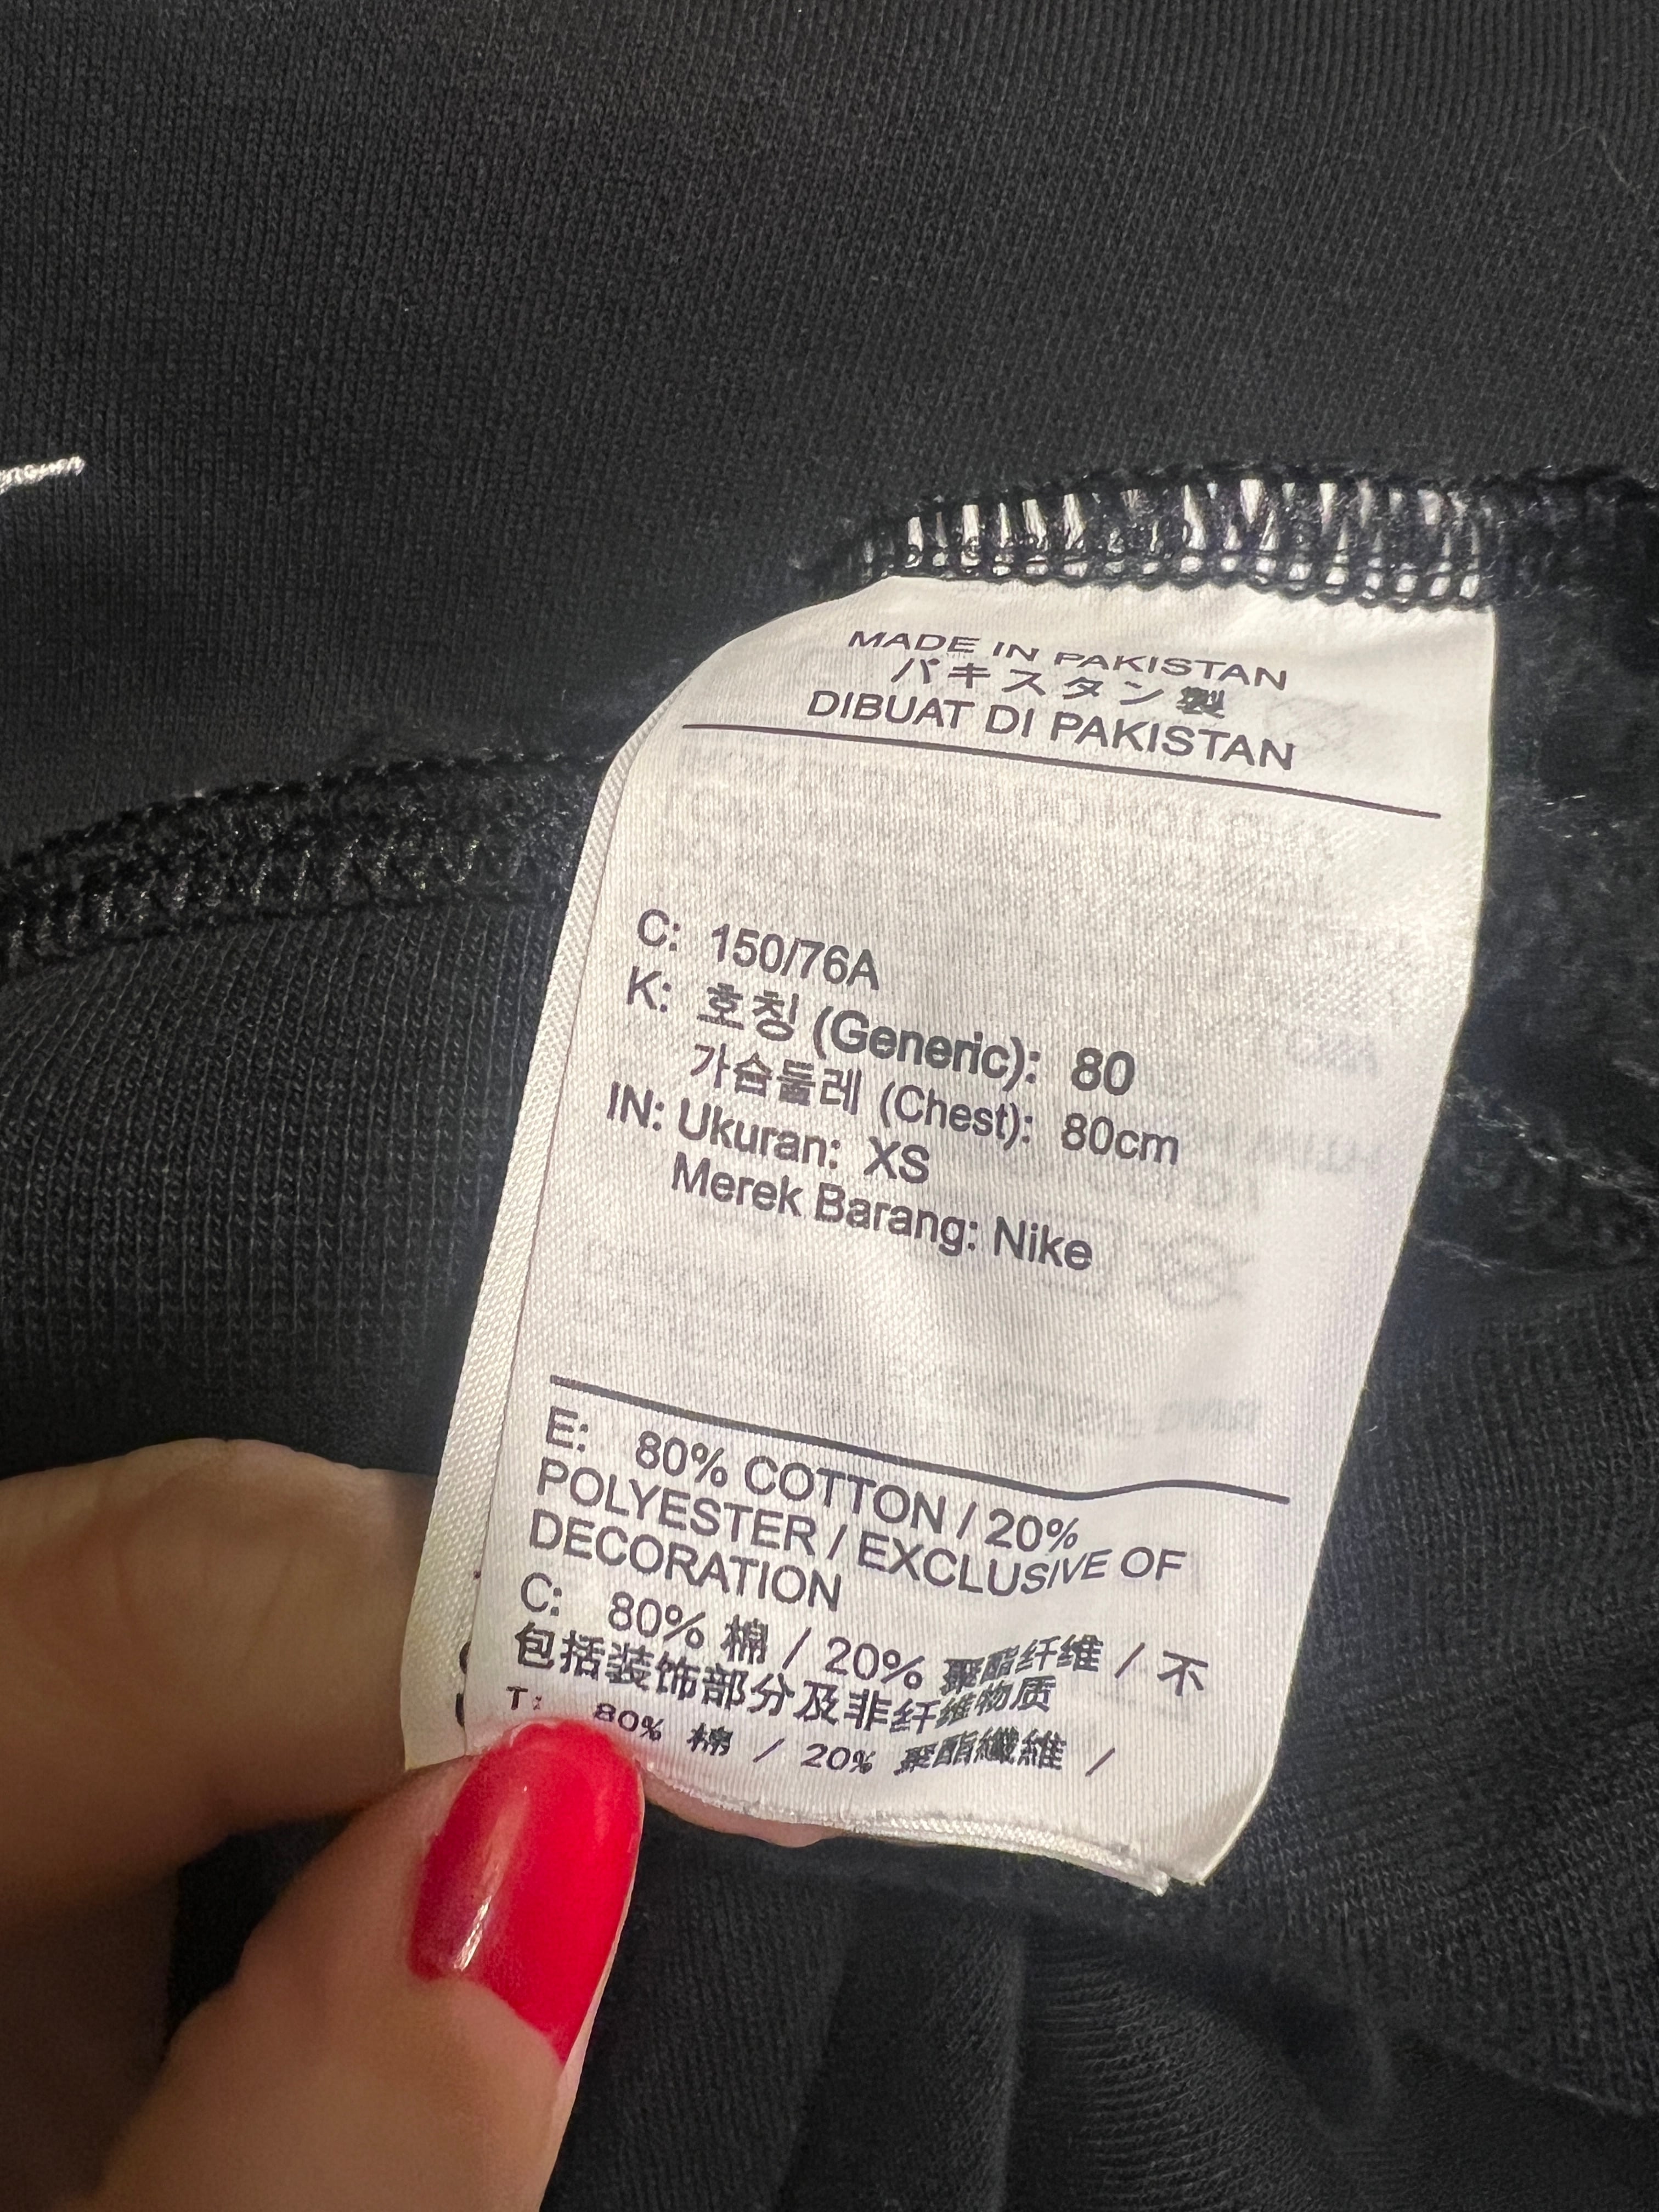 MADE IN PAKISTAN
パキスタン製
DIBUAT DI PAKISTAN
C: 150/76A
K: 호칭 (Generic): 80
가슴둘레 (Chest): 80cm
IN: Ukuran: XS
Merek Barang: Nike
E: 80% COTTON / 20%
POLYESTER / EXCLUSIVE OF
DECORATION
C: 80% 棉 / 20% 聚酯纤维 / 不
包括装饰部分及非纤维物质
T: 80% 棉 / 20% 聚酯纖維 /